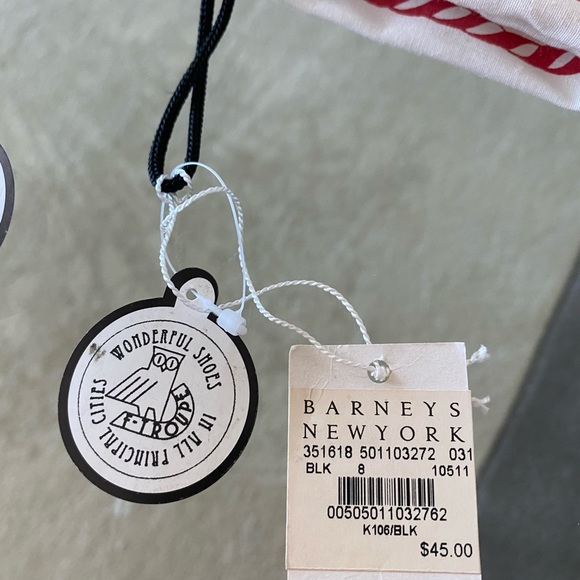 WONDERFUL SHOES
IN ALL PRINCIPAL CITIES
F-TROUPE
BARNEYS
NEW YORK
351618 501103272 031
BLK 8 10511
00505011032762
K106/BLK
$45.00